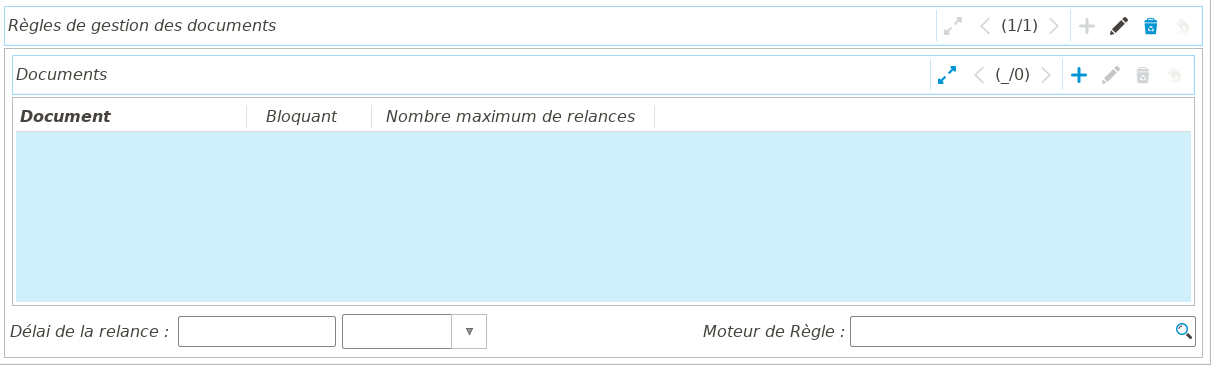 Règles de gestion des documents (1/1)
Documents (_/0)
Document Bloquant Nombre maximum de relances
Délai de la relance : Moteur de Règle :